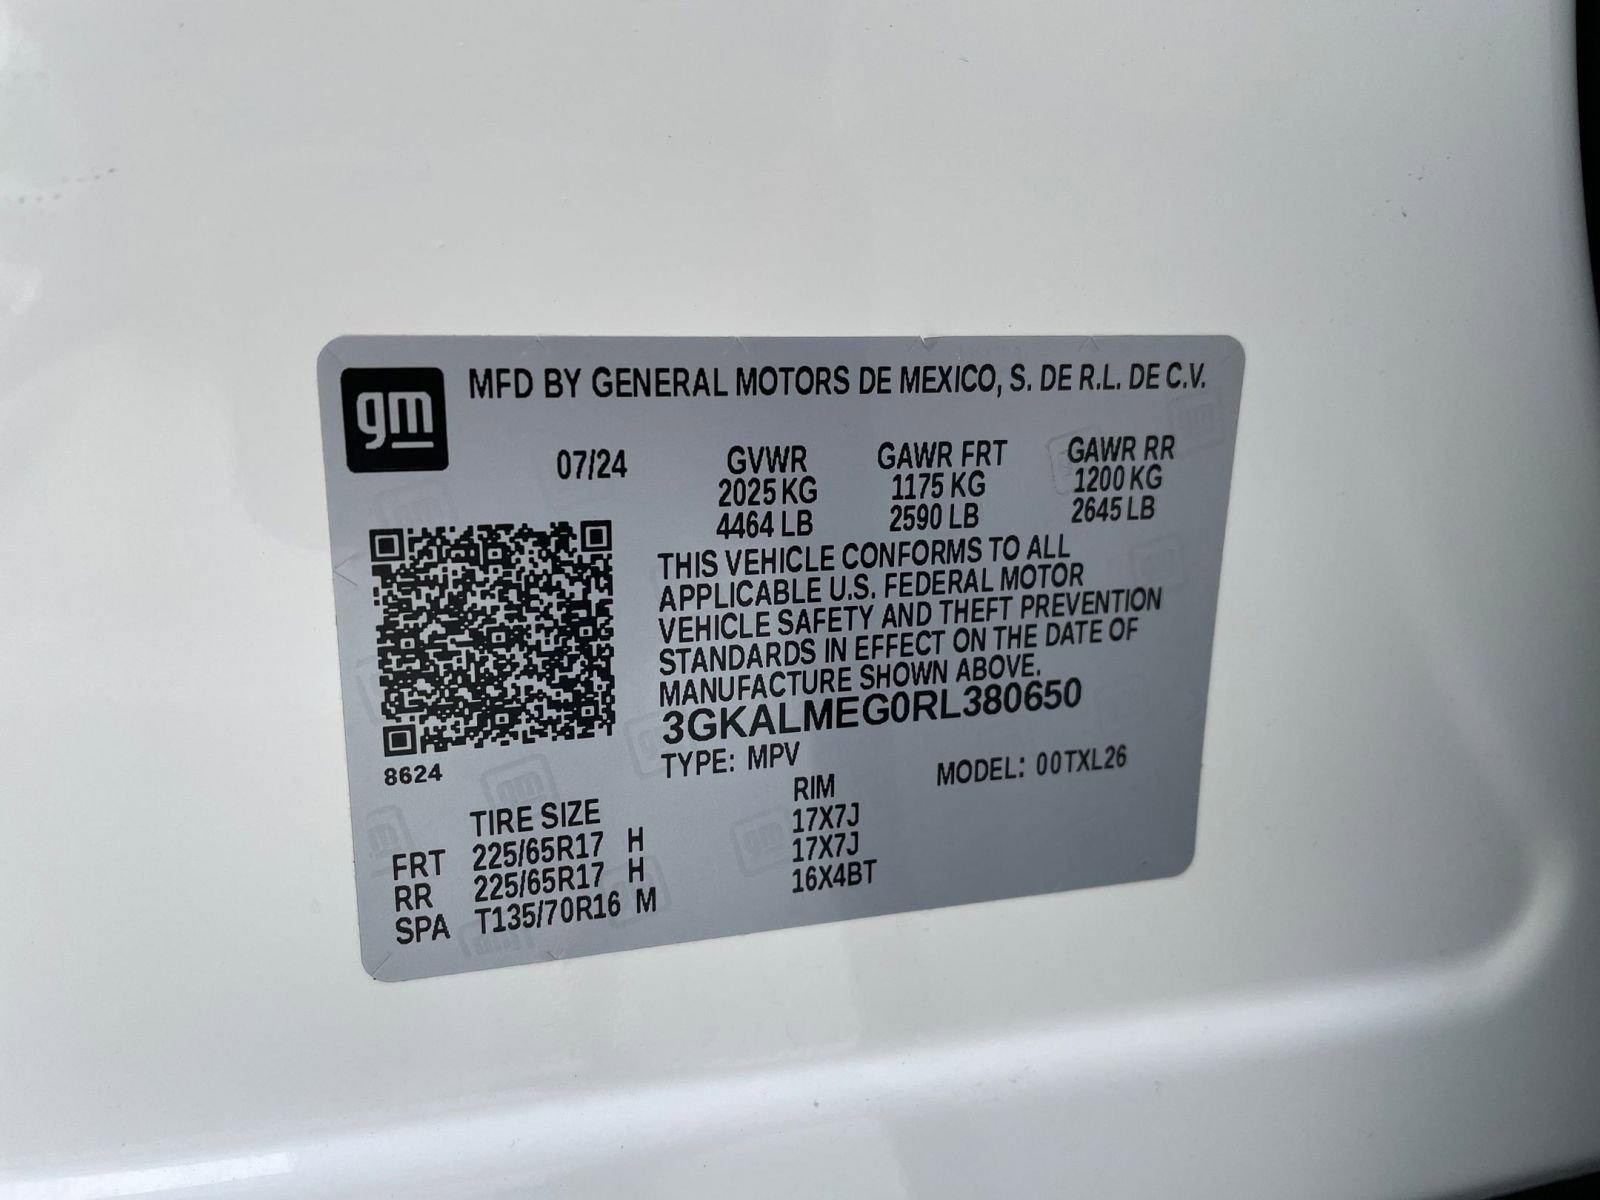 gm
MFD BY GENERAL MOTORS DE MEXICO, S. DE R.L. DE C.V.
07/24 GVWR GAWR FRT GAWR RR
2025 KG 1175 KG 1200 KG
4464 LB 2590 LB 2645 LB
THIS VEHICLE CONFORMS TO ALL
APPLICABLE U.S. FEDERAL MOTOR
VEHICLE SAFETY AND THEFT PREVENTION
STANDARDS IN EFFECT ON THE DATE OF
MANUFACTURE SHOWN ABOVE.
3GKALMEG0RL380650
TYPE: MPV MODEL: 00TXL26
8624
TIRE SIZE RIM
FRT 225/65R17 H 17X7J
RR 225/65R17 H 17X7J
SPA T135/70R16 M 16X4BT